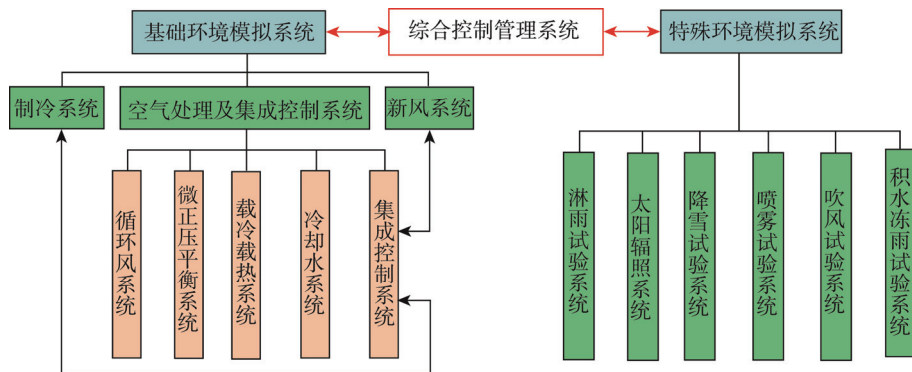 基础环境模拟系统
综合控制管理系统
特殊环境模拟系统
制冷系统
空气处理及集成控制系统
新风系统
循环风系统
微正压平衡系统
载冷载热系统
冷却水系统
集成控制系统
淋雨试验系统
太阳辐照系统
降雪试验系统
喷雾试验系统
吹风试验系统
积水冻雨试验系统